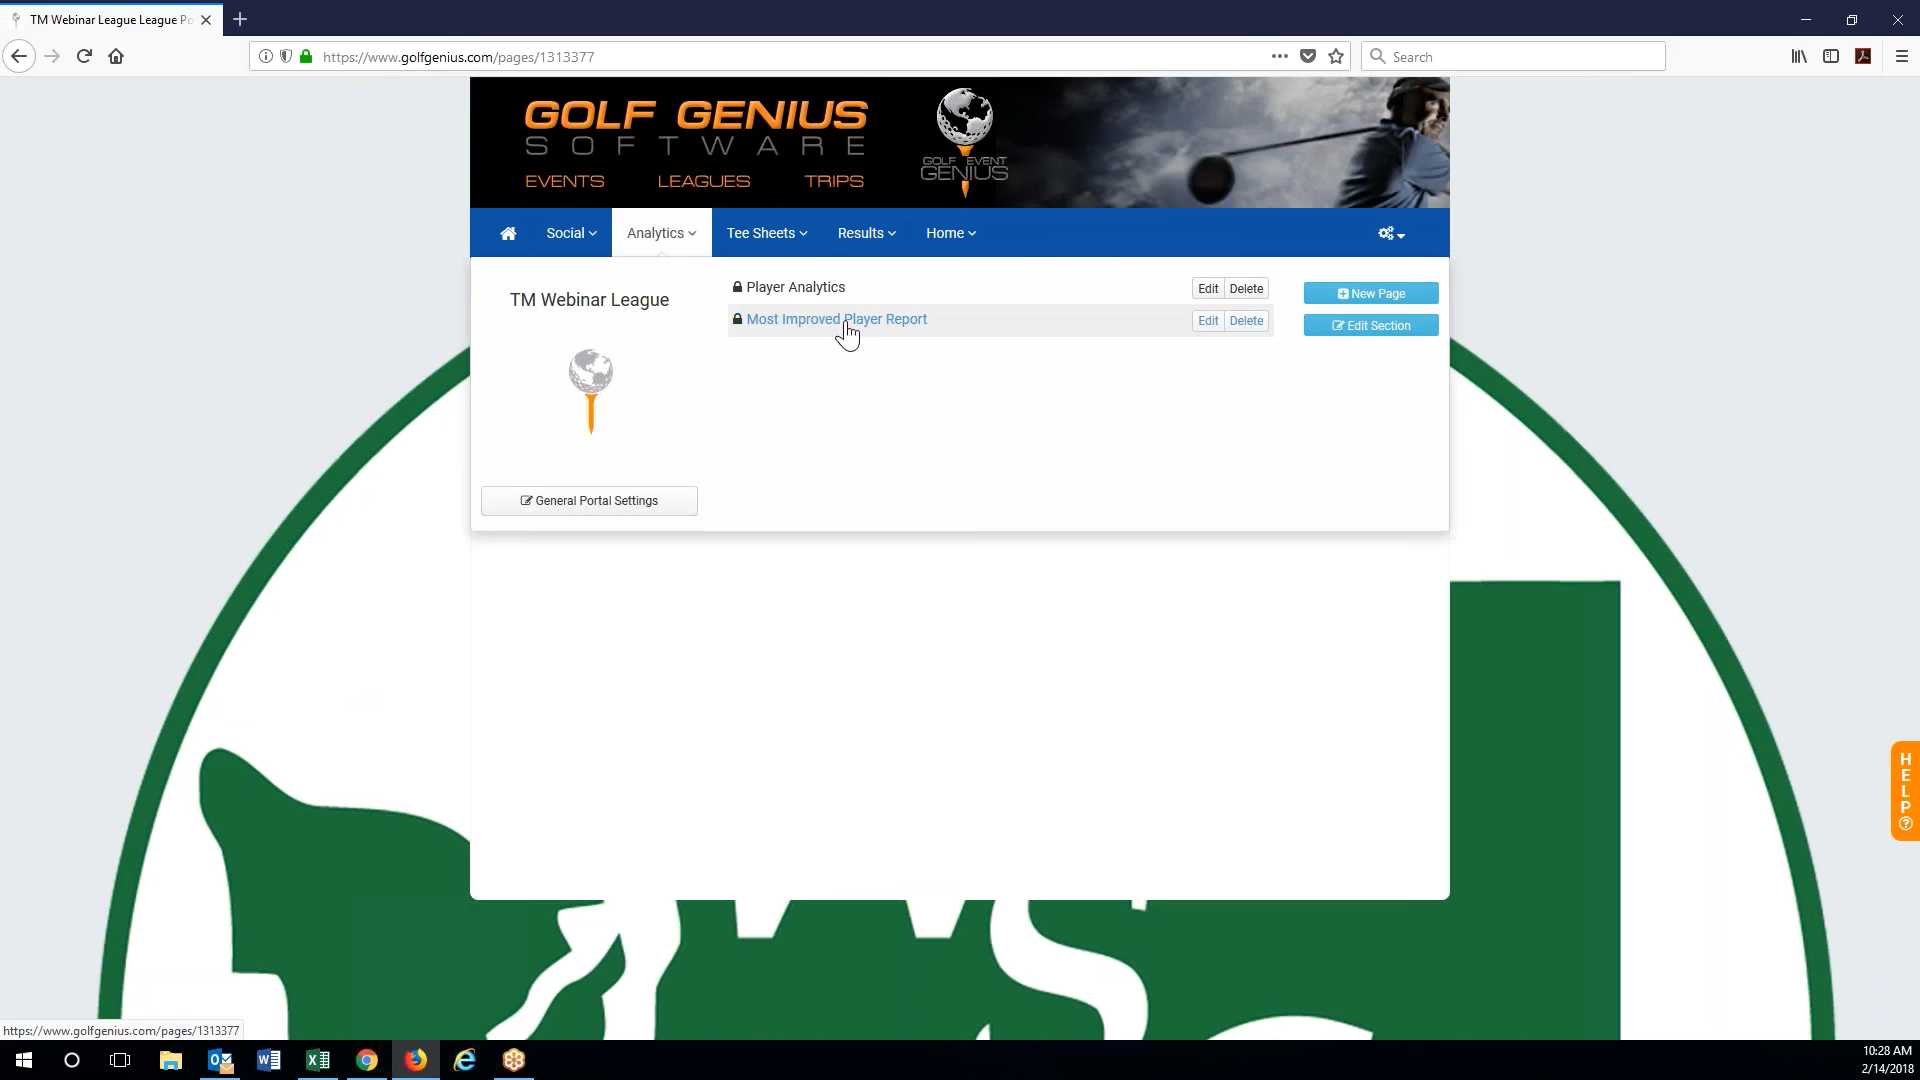 TM Webinar League League Po
https://www.golfgenius.com/pages/1313377
Search
GOLF GENIUS
SOFTWARE
EVENTS LEAGUES TRIPS
GOLF EVENT
GENIUS
Social Analytics Tee Sheets Results Home
TM Webinar League
Player Analytics Edit Delete
Most Improved Player Report Edit Delete
New Page
Edit Section
General Portal Settings
HELP
https://www.golfgenius.com/pages/1313377
10:28 AM
2/14/2018